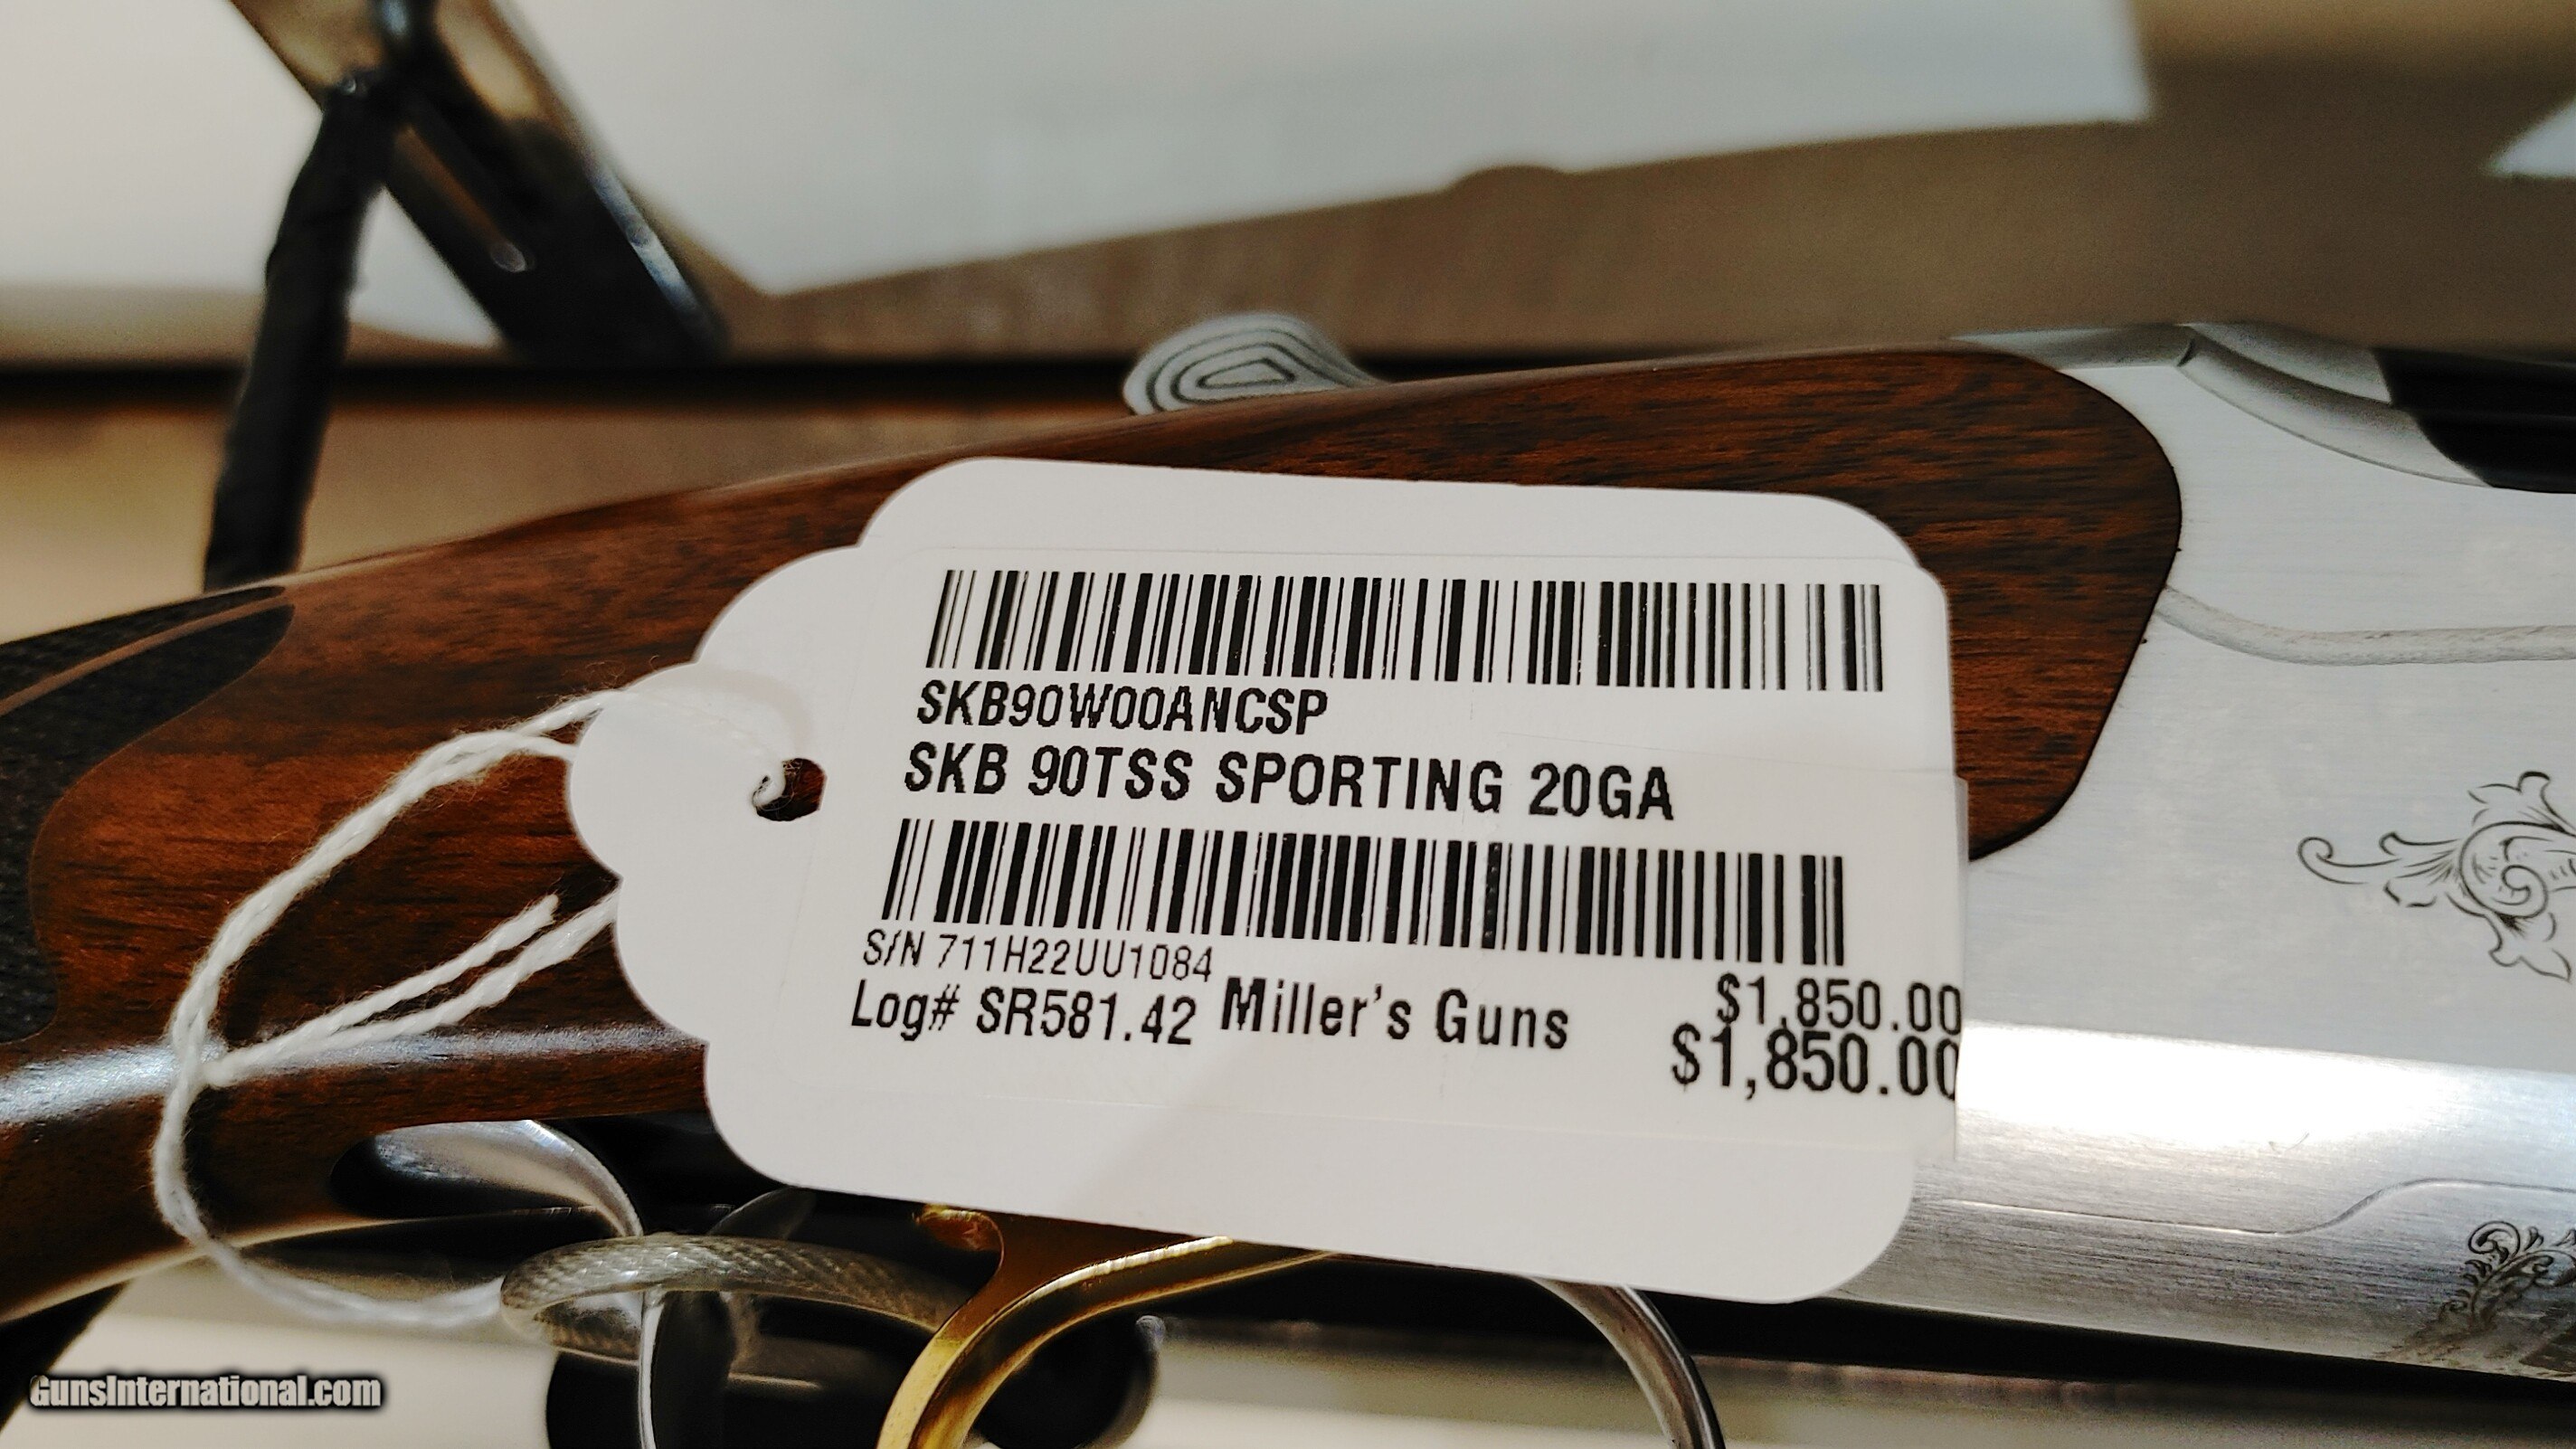 SKB90W00ANCSP
SKB 90TSS SPORTING 20GA
S/N 711H22UU1084
Log# SR581.42 Miller's Guns $1,850.00
$1,850.00
GunsInternational.com